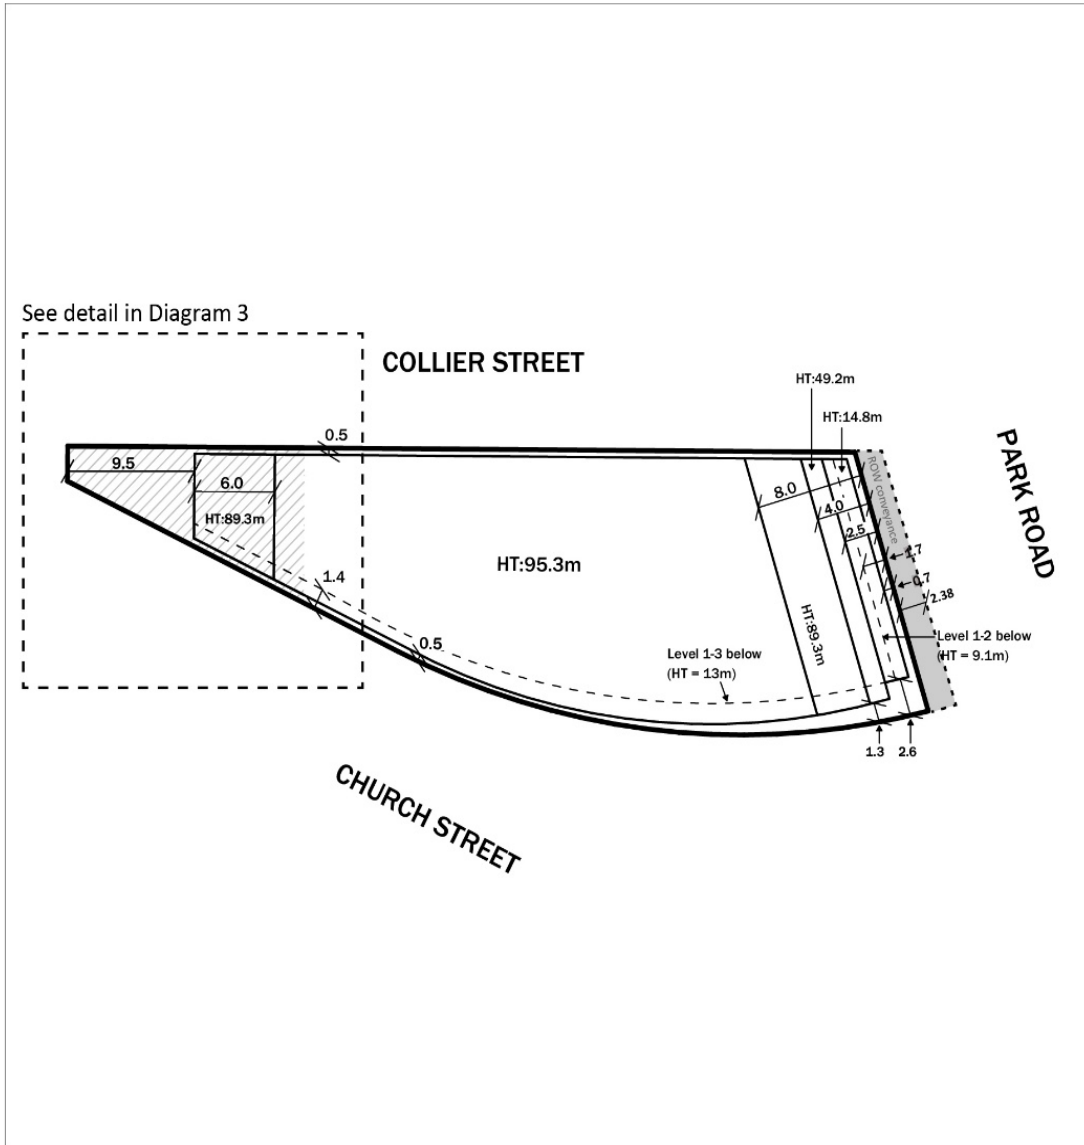 See detail in Diagram 3
COLLIER STREET
HT:49.2m
HT:14.8m
PARK ROAD
0.5
9.5
6.0
HT:89.3m
ROW conveyance
8.0
4.0
2.5
1.7
0.7
2.38
HT:95.3m
1.4
0.5
HT:89.3m
Level 1-3 below
(HT = 13m)
Level 1-2 below
(HT = 9.1m)
1.3
2.6
CHURCH STREET